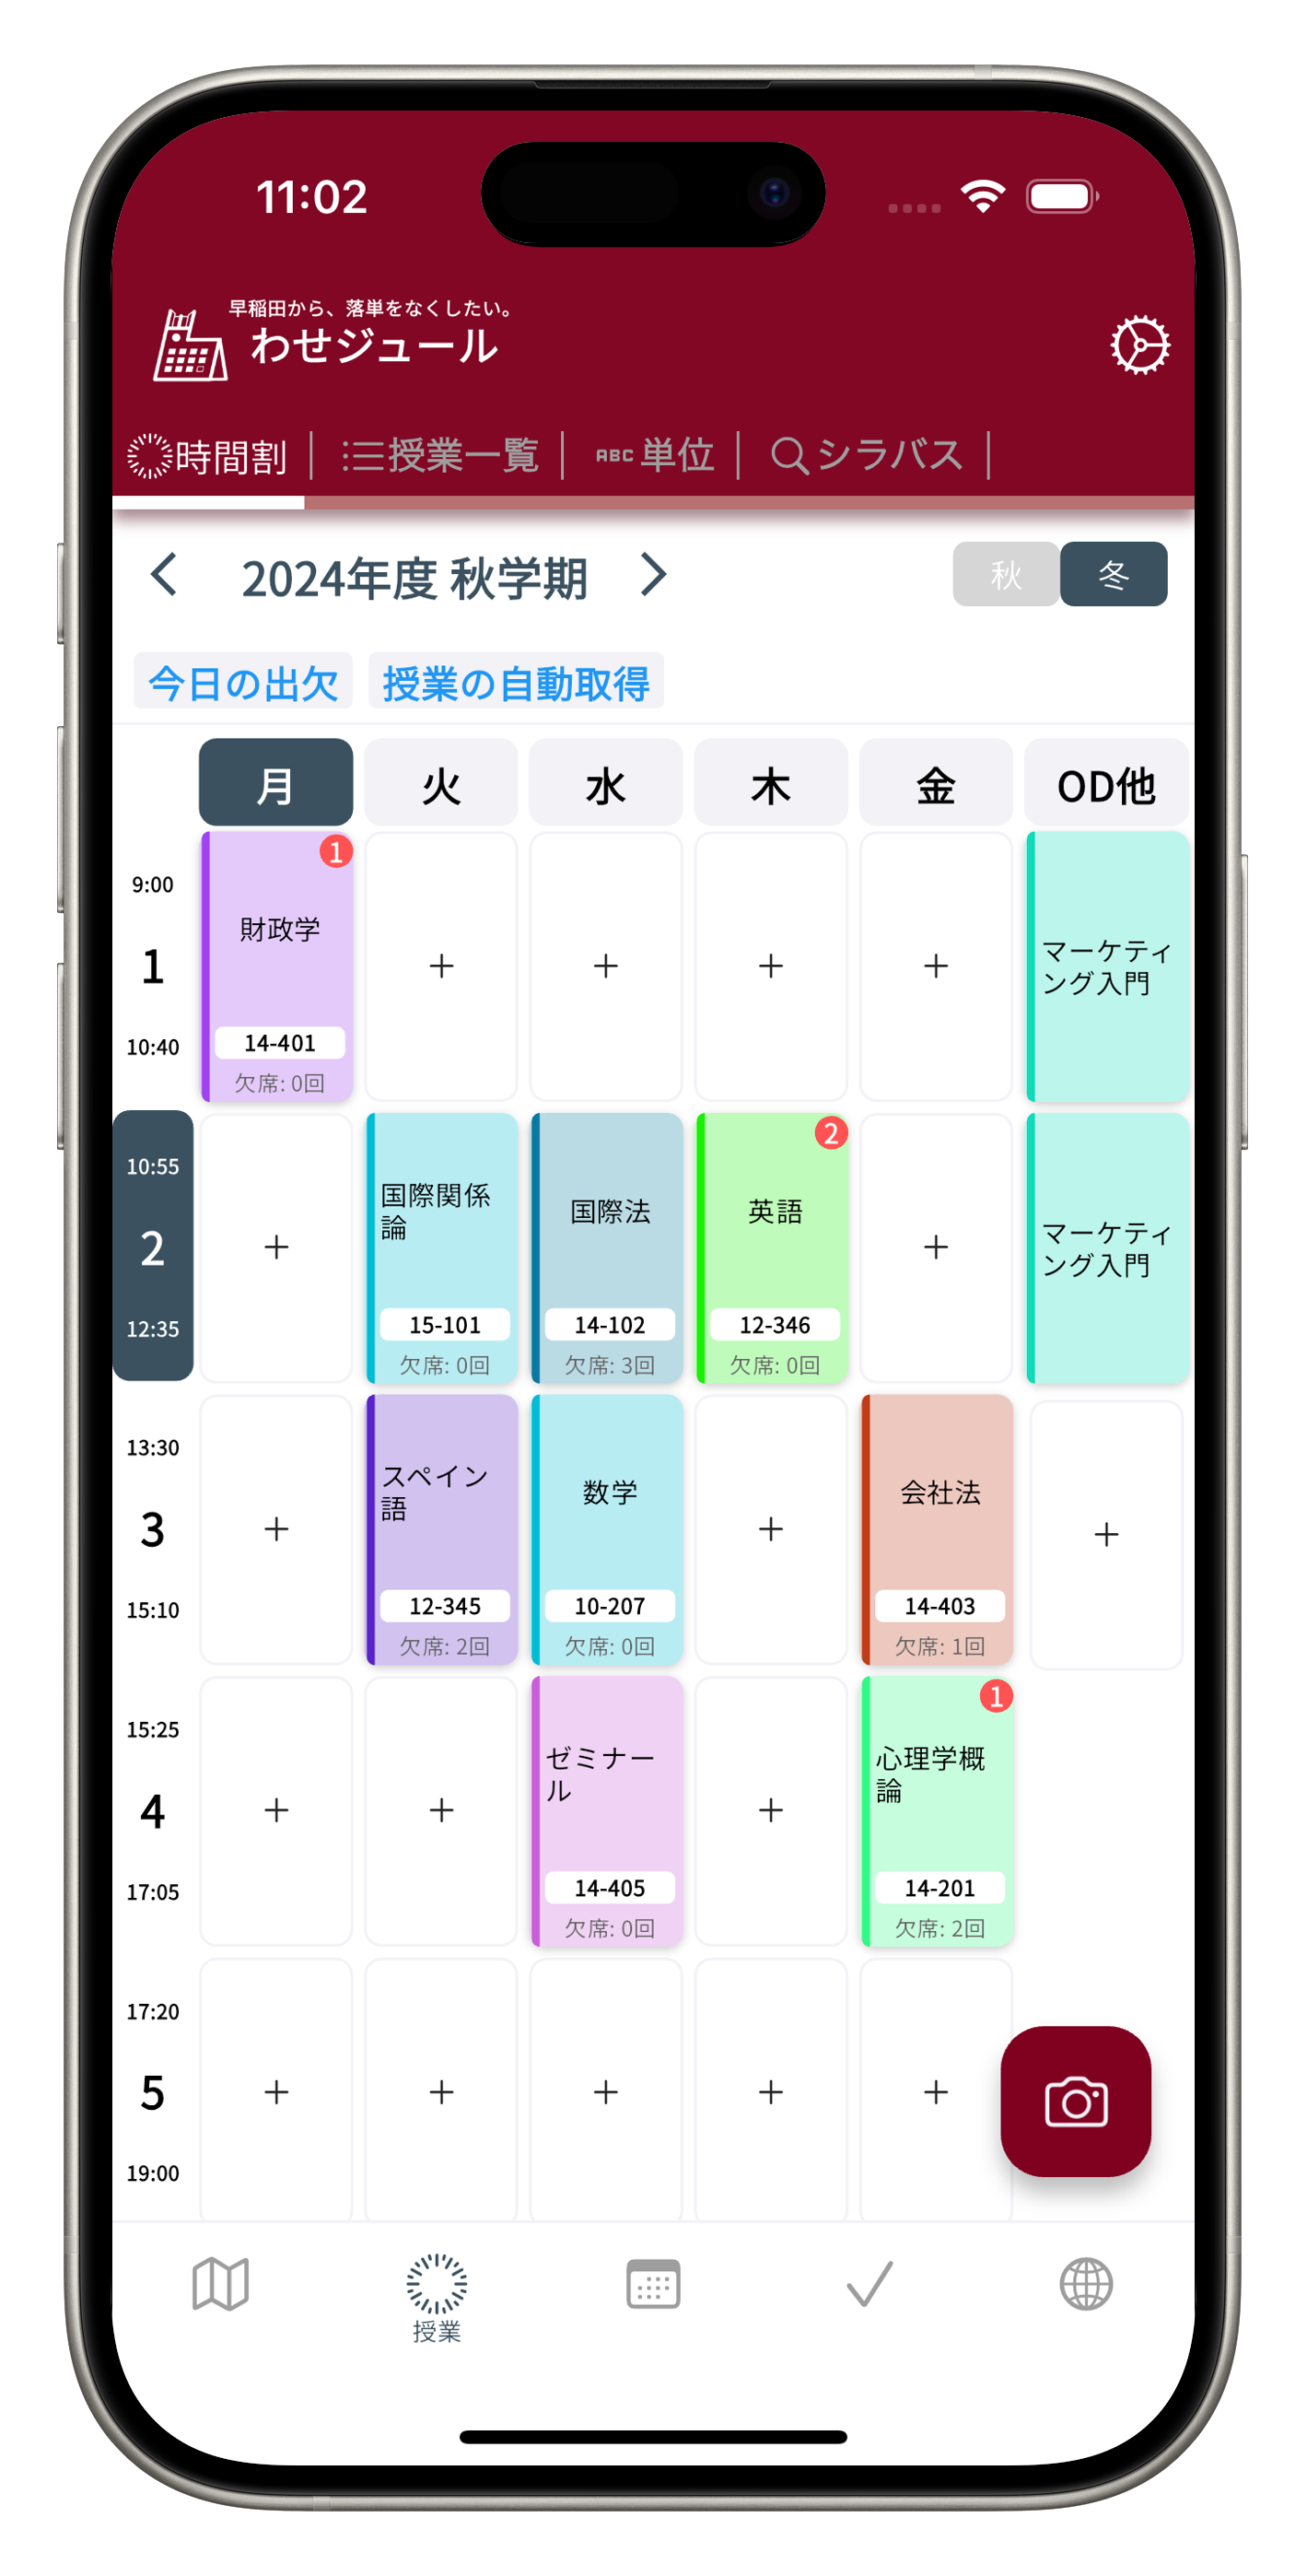 11:02
早稲田から、落単をなくしたい。
わせジュール
時間割
授業一覧
ABC 単位
シラバス
2024年度 秋学期
秋
冬
今日の出欠
授業の自動取得
月
火
水
木
金
OD他
9:00
1
10:40
1
財政学
14-401
欠席: 0回
+
+
+
+
マーケティ
ング入門
10:55
2
12:35
+
国際関係
論
15-101
欠席: 0回
国際法
14-102
欠席: 3回
2
英語
12-346
欠席: 0回
+
マーケティ
ング入門
13:30
3
15:10
+
スペイン
語
12-345
欠席: 2回
数学
10-207
欠席: 0回
+
会社法
14-403
欠席: 1回
+
15:25
4
17:05
+
+
ゼミナー
ル
14-405
欠席: 0回
+
1
心理学概
論
14-201
欠席: 2回
17:20
5
19:00
+
+
+
+
+
授業